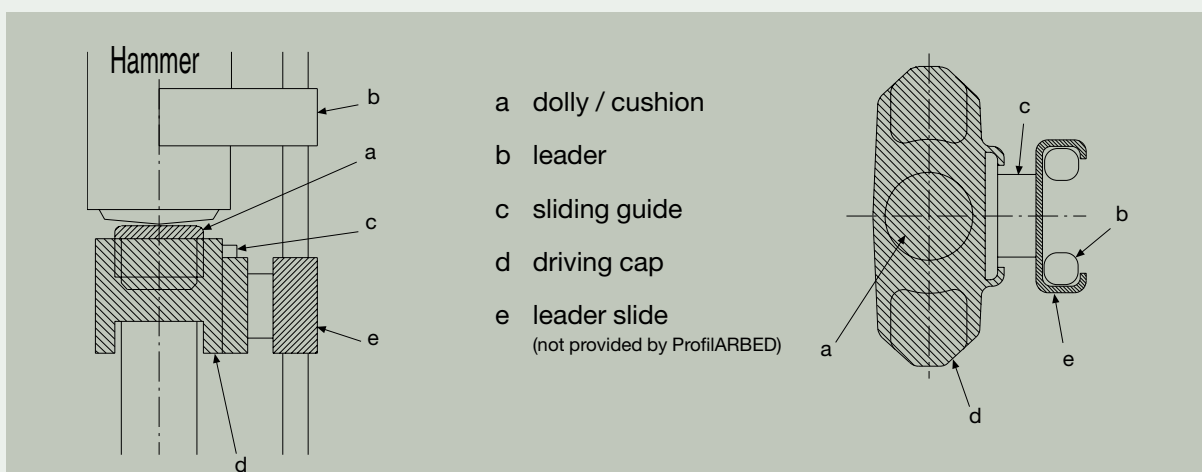 Hammer
b
a
c
e
d
a dolly / cushion
b leader
c sliding guide
d driving cap
e leader slide
(not provided by ProfilARBED)
c
b
a
e
d